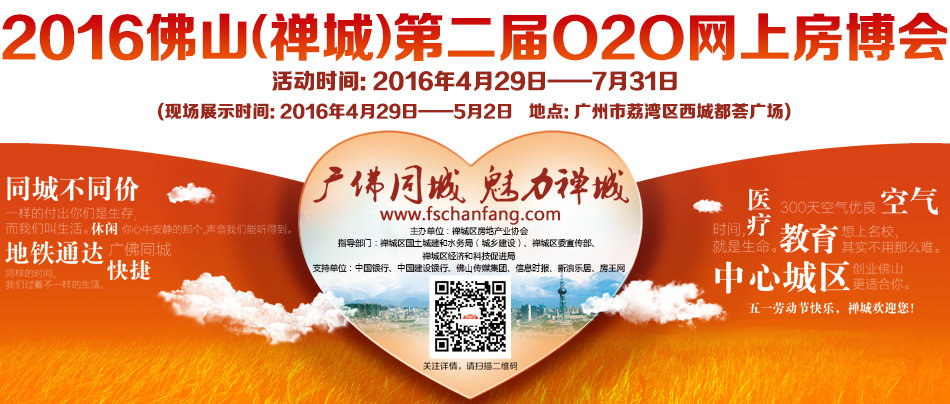 2016佛山(禅城)第二届O2O网上房博会
活动时间: 2016年4月29日——7月31日
(现场展示时间: 2016年4月29日——5月2日 地点: 广州市荔湾区西城都荟广场)
广佛同城 魅力禅城
www.fschanfang.com
主办单位：禅城区房地产业协会
指导部门：禅城区国土城建和水务局（城乡建设）、禅城区委宣传部、
禅城区经济和科技促进局
支持单位：中国银行、中国建设银行、佛山传媒集团、信息时报、新浪乐居、房王网
关注详情，请扫描二维码
同城不同价
一样的付出你们是生存,
而我们叫生活。休闲 你心中安静的那个,声音我们能听得到。
地铁通达 广佛同城
快捷
同样的时间,
我们过着不一样的生活。
医疗 300天空气优良 空气
时间,
就是生命。 教育 想上名校,
其实不用那么难。
中心城区 创业佛山
更适合你。
五一劳动节快乐，禅城欢迎您！